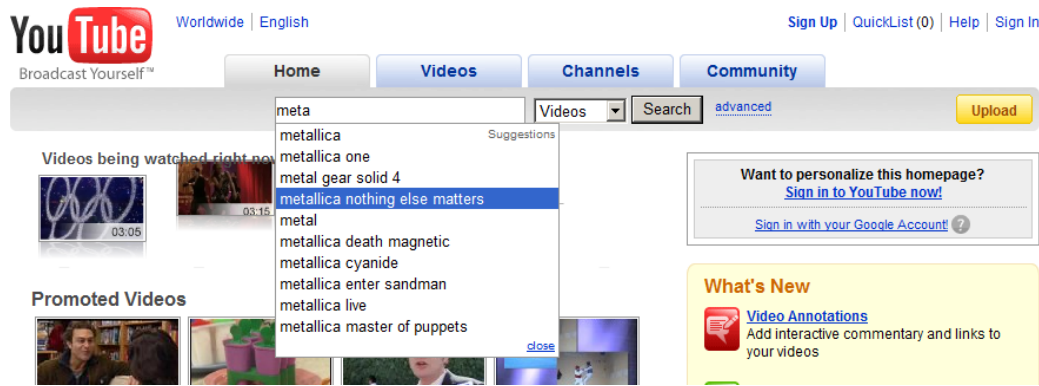 You Tube
Broadcast Yourself™
Worldwide | English
Sign Up | QuickList (0) | Help | Sign In
Home Videos Channels Community
meta Videos Search advanced Upload
metallica Suggestions
metallica one
metal gear solid 4
metallica nothing else matters
metal
metallica death magnetic
metallica cyanide
metallica enter sandman
metallica live
metallica master of puppets
close
Videos being watched right now
03:05
03:15
Promoted Videos
Want to personalize this homepage?
Sign in to YouTube now!
Sign in with your Google Account! ?
What's New
Video Annotations
Add interactive commentary and links to
your videos